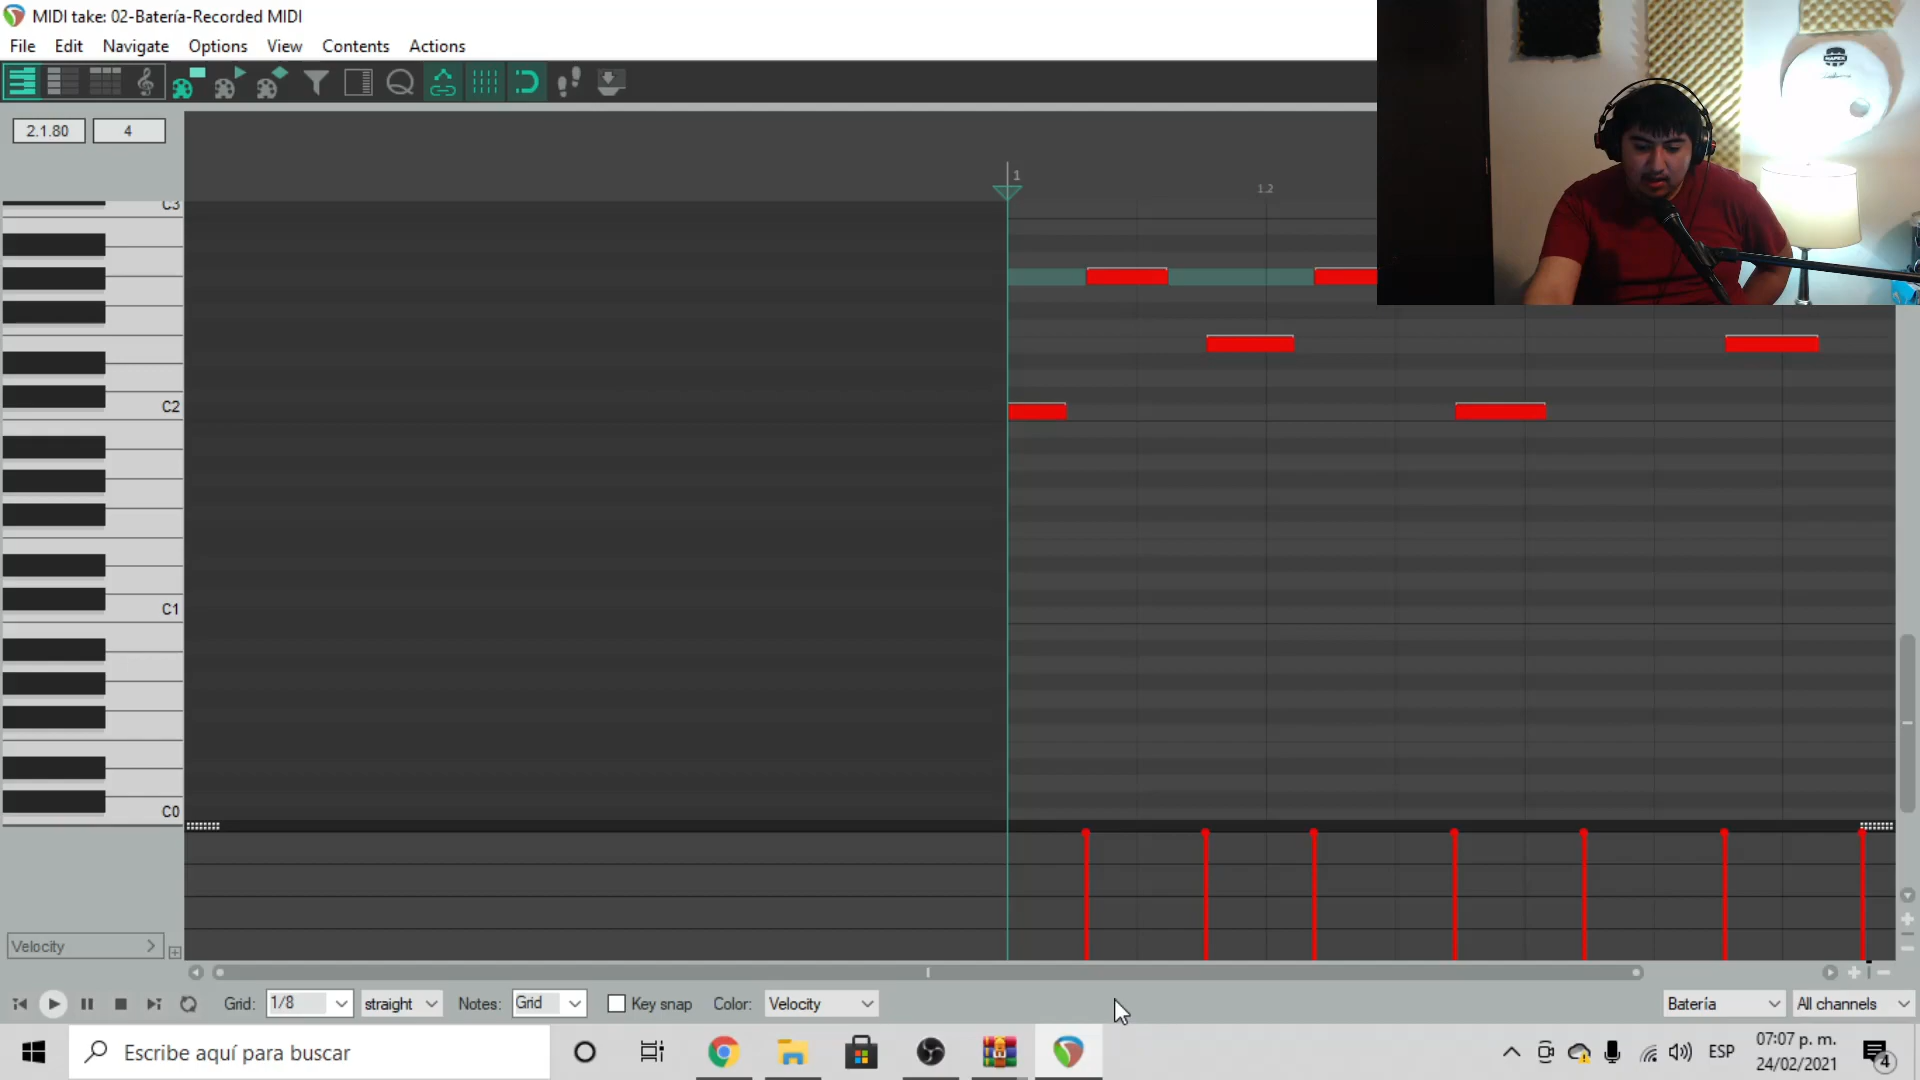 MIDI take: 02-Batería-Recorded MIDI
File Edit Navigate Options View Contents Actions
2.1.80 4
1
1.2
C3
C2
C1
C0
Velocity
Grid: 1/8 straight Notes: Grid Key snap Color: Velocity Batería All channels
Escribe aquí para buscar
ESP
07:07 p. m.
24/02/2021
4